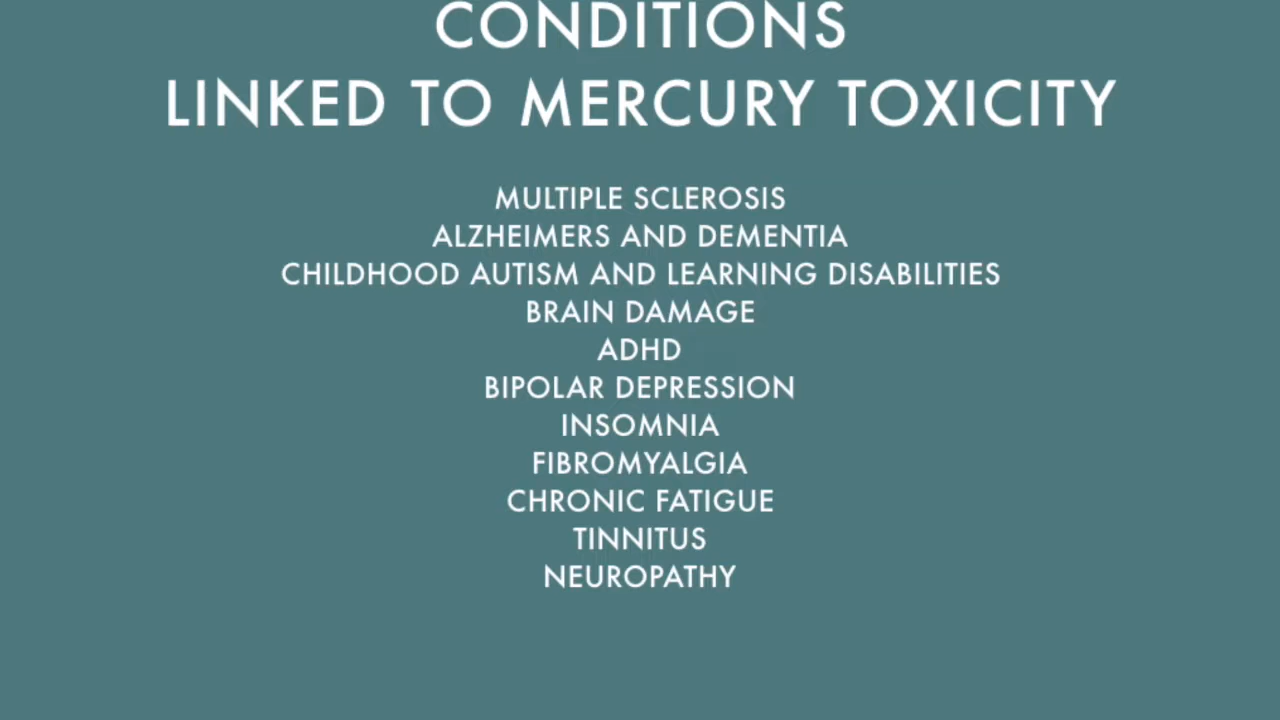 CONDITIONS
LINKED TO MERCURY TOXICITY
MULTIPLE SCLEROSIS
ALZHEIMERS AND DEMENTIA
CHILDHOOD AUTISM AND LEARNING DISABILITIES
BRAIN DAMAGE
ADHD
BIPOLAR DEPRESSION
INSOMNIA
FIBROMYALGIA
CHRONIC FATIGUE
TINNITUS
NEUROPATHY